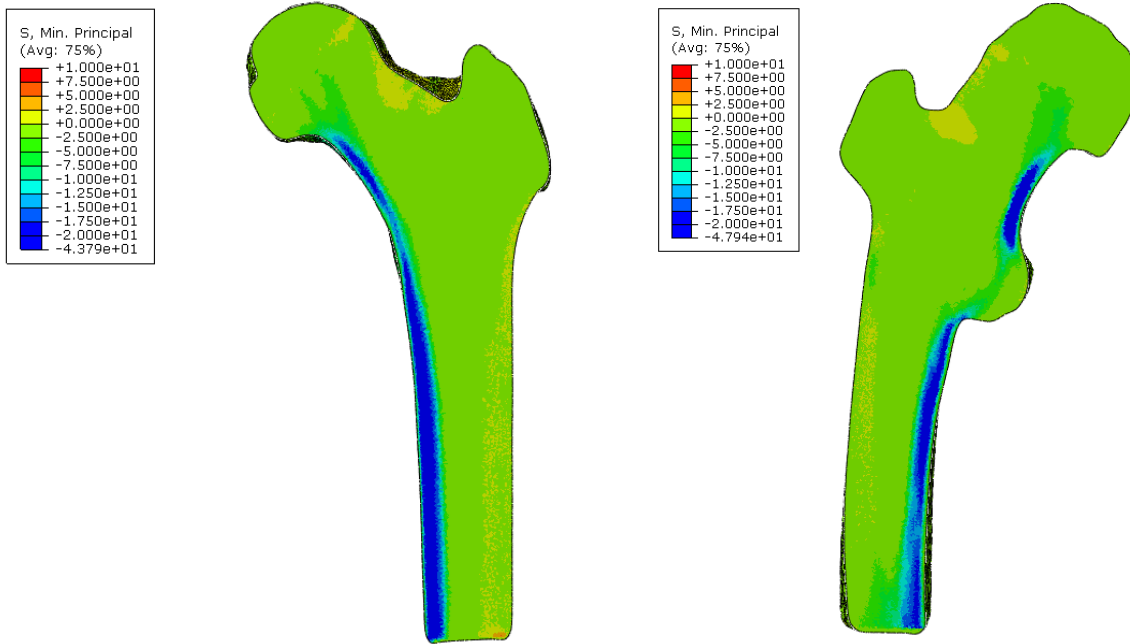 S, Min. Principal
(Avg: 75%)
+1.000e+01
+7.500e+00
+5.000e+00
+2.500e+00
+0.000e+00
-2.500e+00
-5.000e+00
-7.500e+00
-1.000e+01
-1.250e+01
-1.500e+01
-1.750e+01
-2.000e+01
-4.379e+01
S, Min. Principal
(Avg: 75%)
+1.000e+01
+7.500e+00
+5.000e+00
+2.500e+00
+0.000e+00
-2.500e+00
-5.000e+00
-7.500e+00
-1.000e+01
-1.250e+01
-1.500e+01
-1.750e+01
-2.000e+01
-4.794e+01